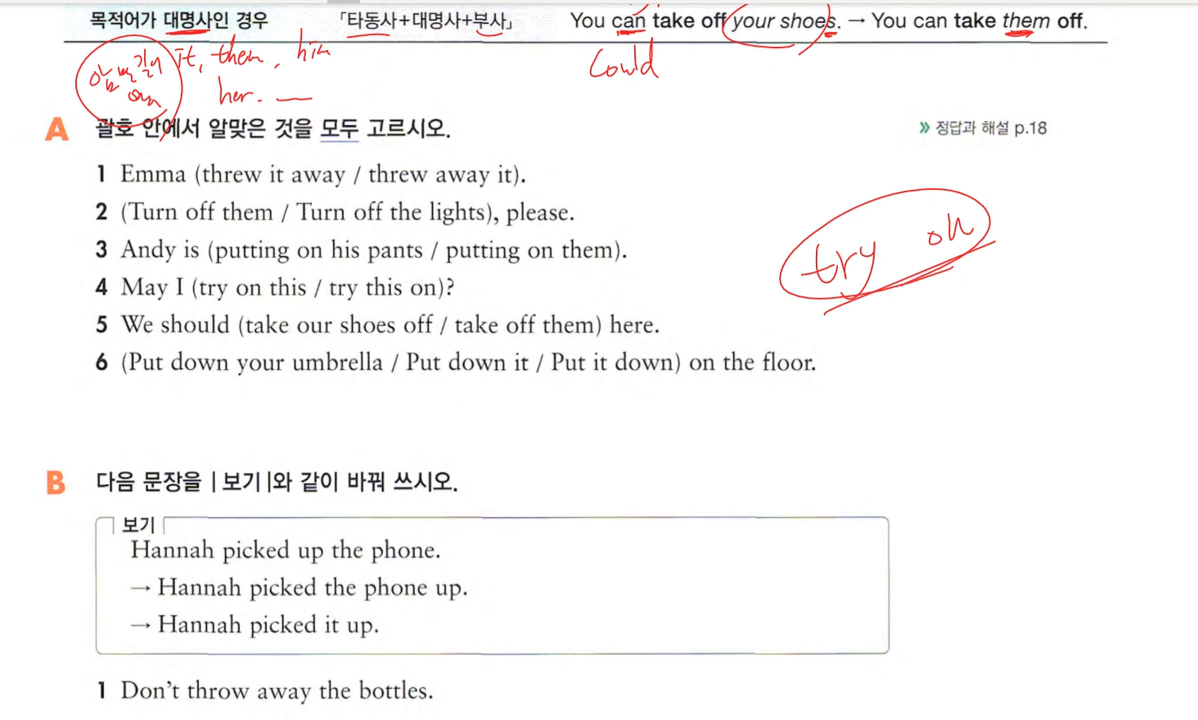 목적어가 대명사인 경우 「타동사+대명사+부사」 You can take off your shoes. → You can take them off.
it, them, him Could
her.
A 괄호 안에서 알맞은 것을 모두 고르시오. » 정답과 해설 p.18
1 Emma (threw it away / threw away it).
2 (Turn off them / Turn off the lights), please.
3 Andy is (putting on his pants / putting on them).
try on
4 May I (try on this / try this on)?
5 We should (take our shoes off / take off them) here.
6 (Put down your umbrella / Put down it / Put it down) on the floor.
B 다음 문장을 | 보기 |와 같이 바꿔 쓰시오.
보기
Hannah picked up the phone.
→ Hannah picked the phone up.
→ Hannah picked it up.
1 Don't throw away the bottles.